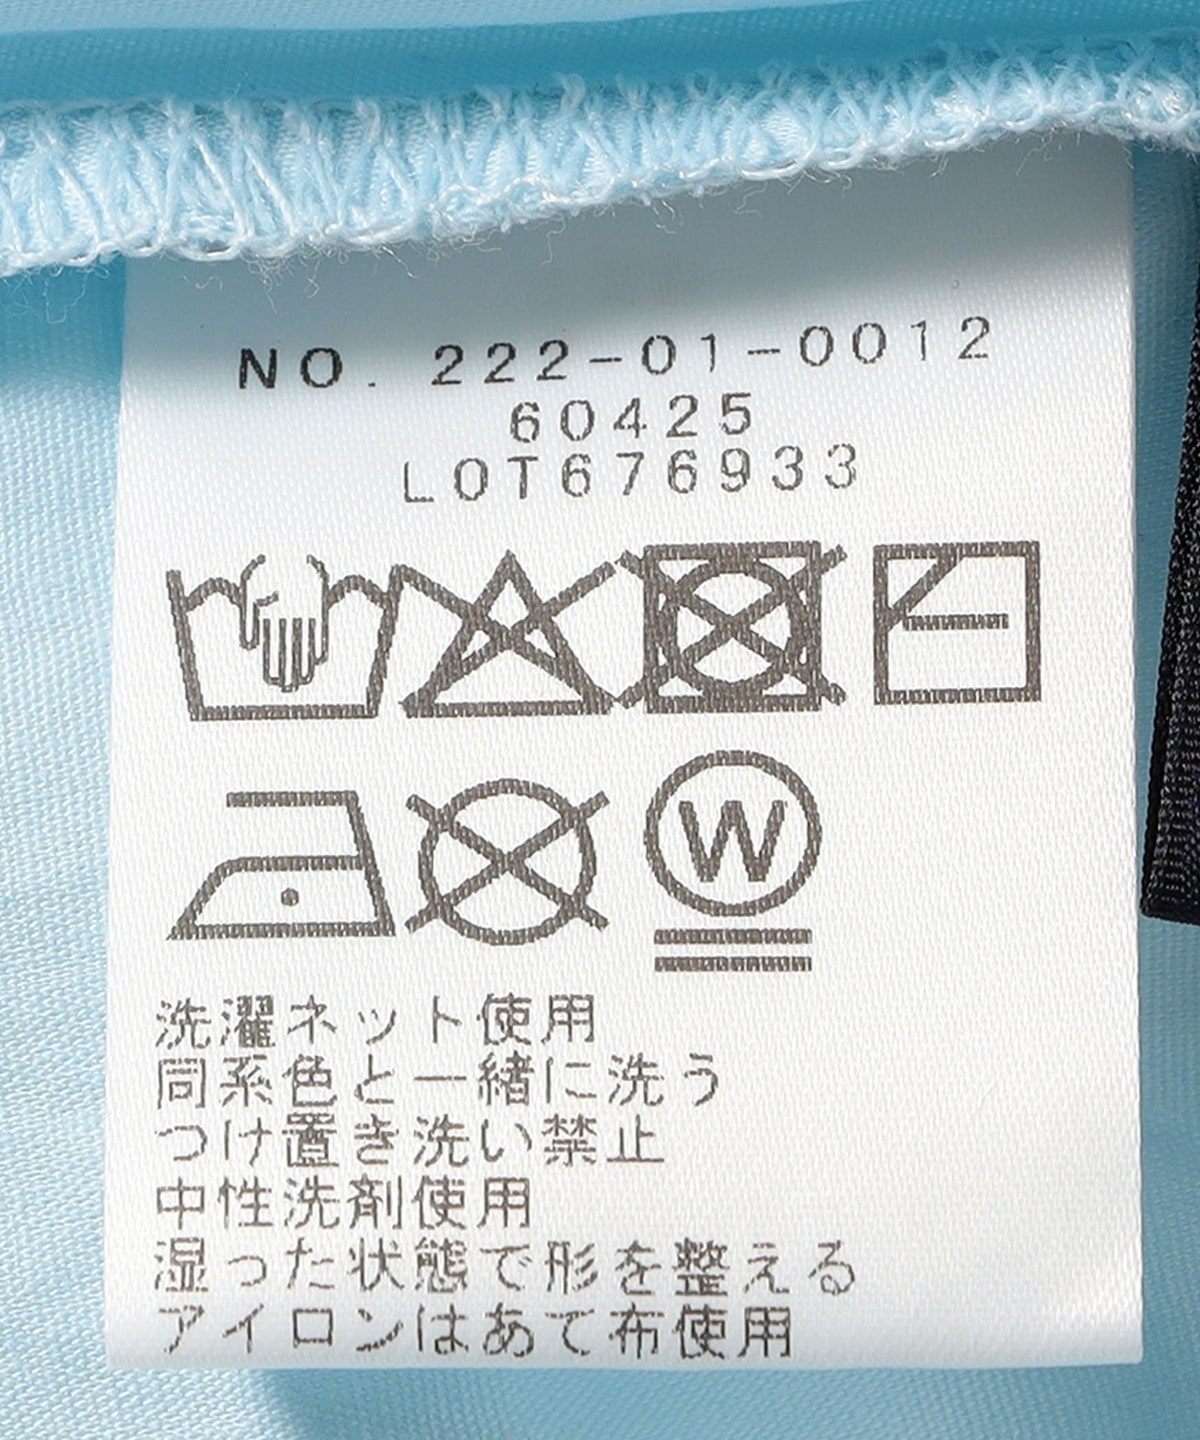 NO. 222-01-0012
60425
LOT676933
W
洗濯ネット使用
同系色と一緒に洗う
つけ置き洗い禁止
中性洗剤使用
湿った状態で形を整える
アイロンはあて布使用